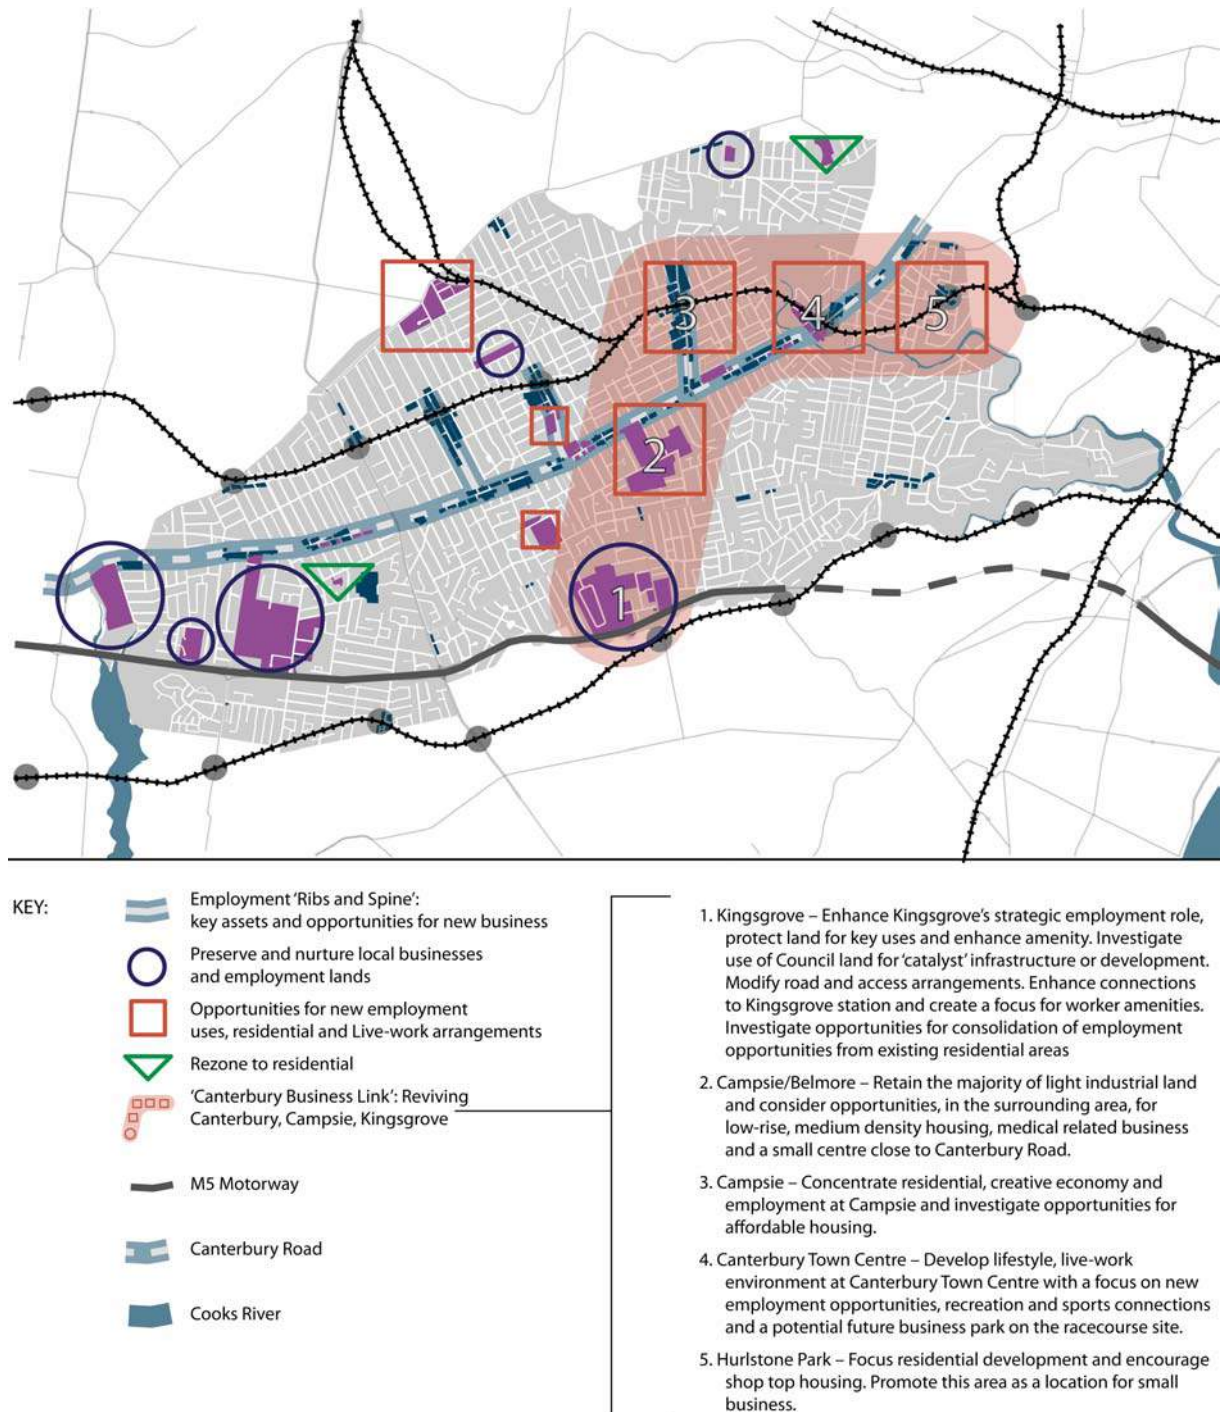 3
4
5
2
1
KEY:
Employment ‘Ribs and Spine’:
key assets and opportunities for new business
Preserve and nurture local businesses
and employment lands
Opportunities for new employment
uses, residential and Live-work arrangements
Rezone to residential
‘Canterbury Business Link’: Reviving
Canterbury, Campsie, Kingsgrove
M5 Motorway
Canterbury Road
Cooks River
1. Kingsgrove – Enhance Kingsgrove’s strategic employment role,
protect land for key uses and enhance amenity. Investigate
use of Council land for ‘catalyst’ infrastructure or development.
Modify road and access arrangements. Enhance connections
to Kingsgrove station and create a focus for worker amenities.
Investigate opportunities for consolidation of employment
opportunities from existing residential areas
2. Campsie/Belmore – Retain the majority of light industrial land
and consider opportunities, in the surrounding area, for
low-rise, medium density housing, medical related business
and a small centre close to Canterbury Road.
3. Campsie – Concentrate residential, creative economy and
employment at Campsie and investigate opportunities for
affordable housing.
4. Canterbury Town Centre – Develop lifestyle, live-work
environment at Canterbury Town Centre with a focus on new
employment opportunities, recreation and sports connections
and a potential future business park on the racecourse site.
5. Hurlstone Park – Focus residential development and encourage
shop top housing. Promote this area as a location for small
business.